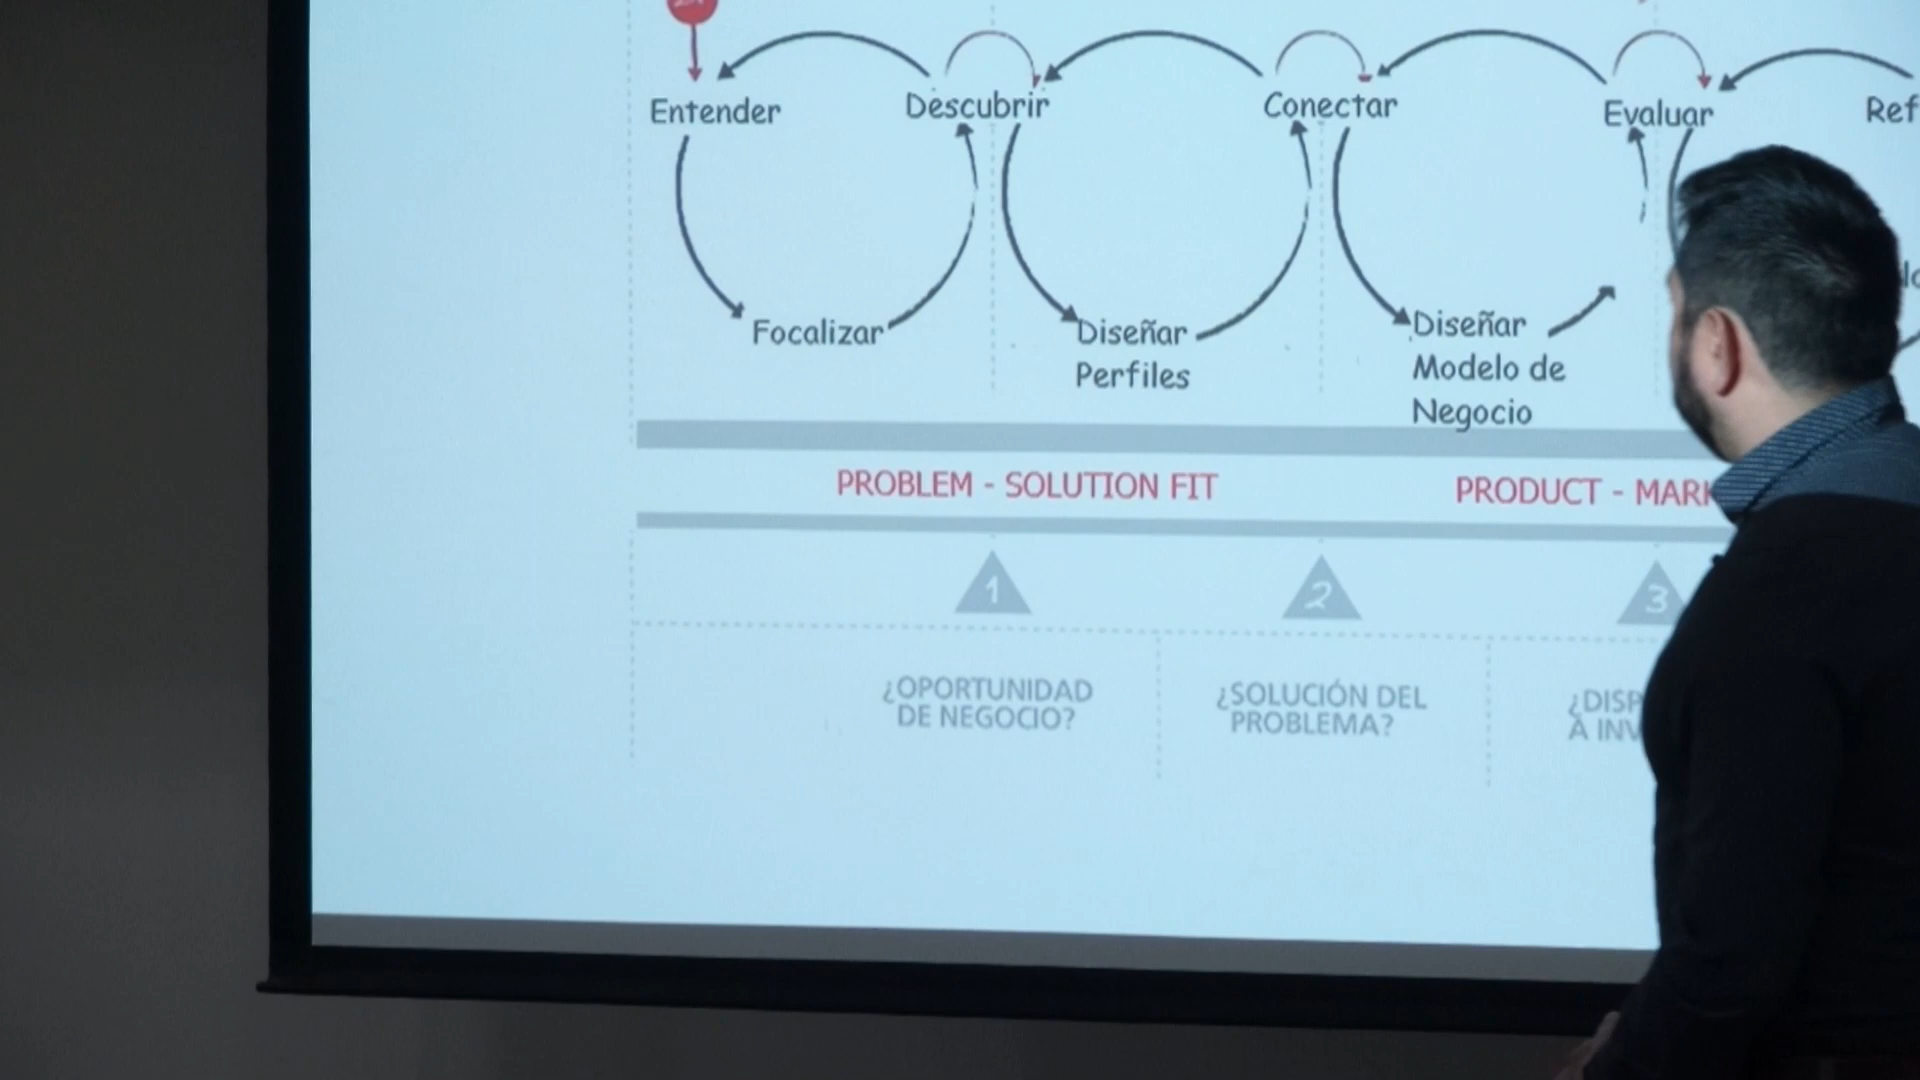 Entender
Descubrir
Conectar
Evaluar
Focalizar
Diseñar
Perfiles
Diseñar
Modelo de
Negocio
PROBLEM - SOLUTION FIT
PRODUCT -
1
2
3
¿OPORTUNIDAD
DE NEGOCIO?
¿SOLUCIÓN DEL
PROBLEMA?
A